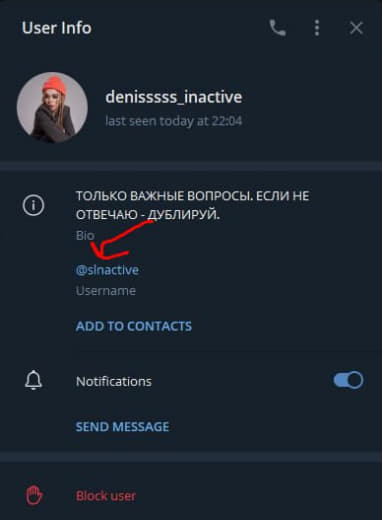 User Info
denisssss_inactive
last seen today at 22:04
ТОЛЬКО ВАЖНЫЕ ВОПРОСЫ. ЕСЛИ НЕ
ОТВЕЧАЮ - ДУБЛИРУЙ.
Bio
@slnactive
Username
ADD TO CONTACTS
Notifications
SEND MESSAGE
Block user